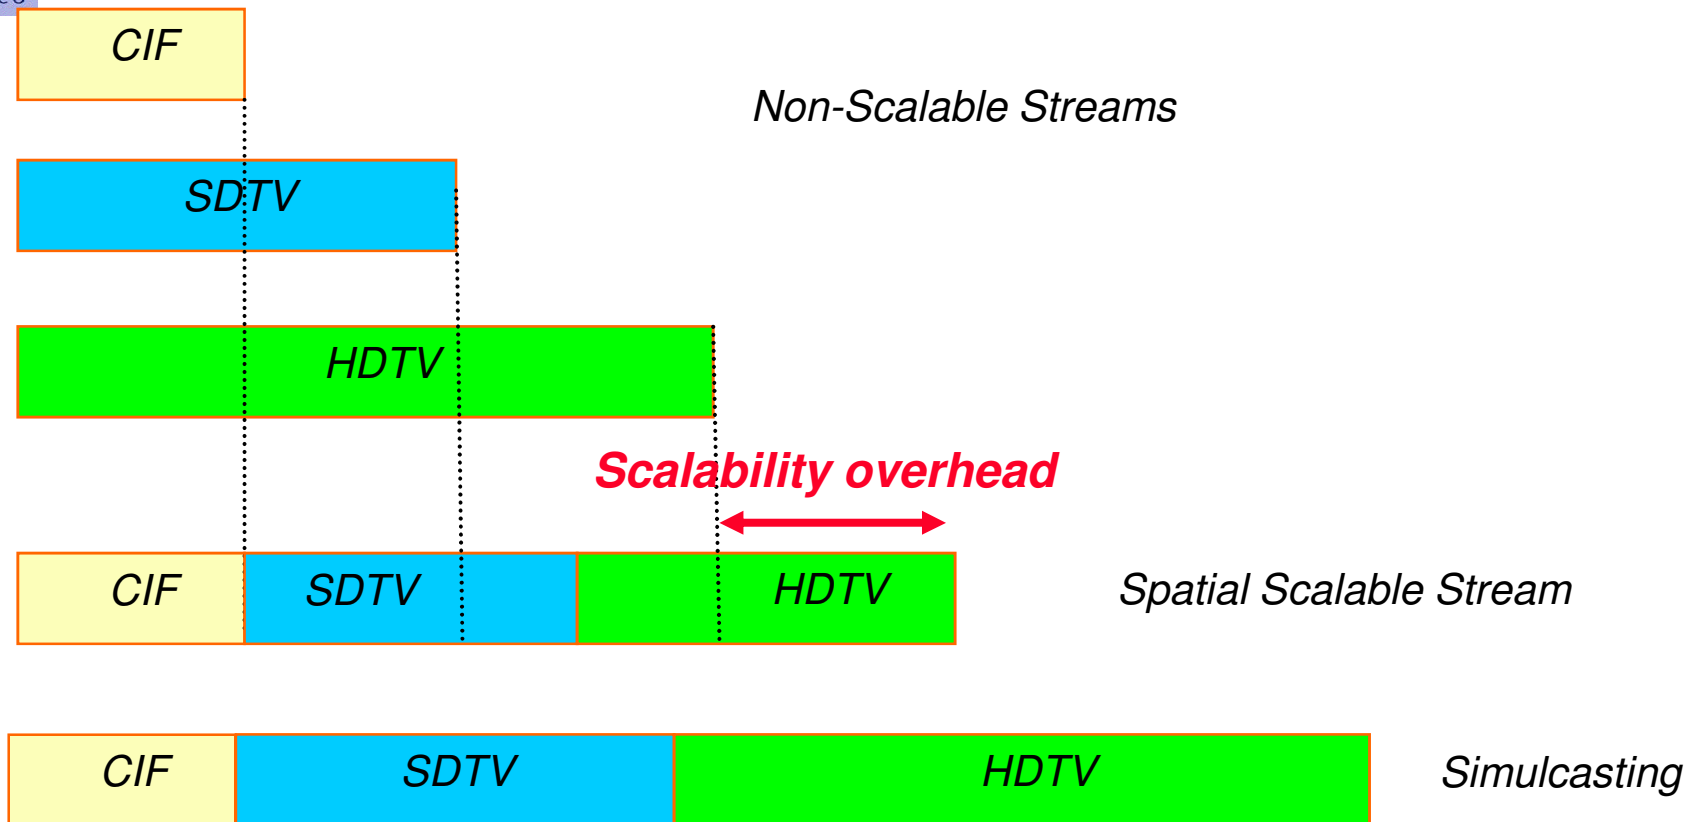 CIF
Non-Scalable Streams
SDTV
HDTV
Scalability overhead
CIF SDTV HDTV Spatial Scalable Stream
CIF SDTV HDTV Simulcasting